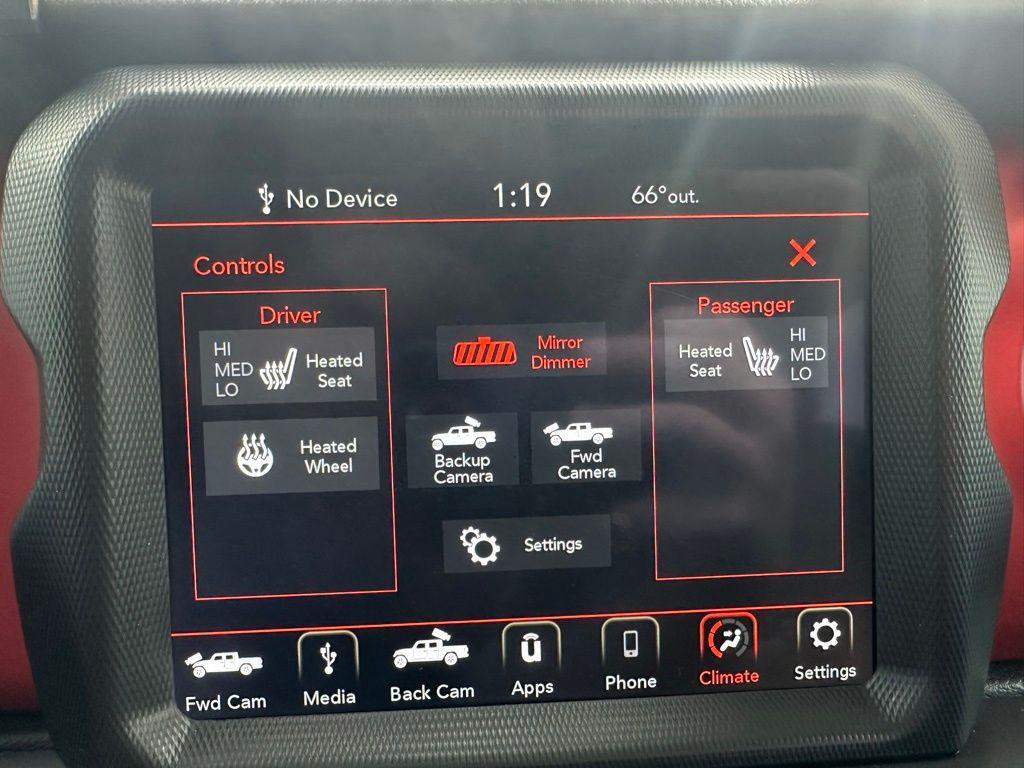 No Device
1:19
66°out.
Controls
Driver
HI
MED
LO
Heated
Seat
Heated
Wheel
Mirror
Dimmer
Backup
Camera
Fwd
Camera
Settings
Passenger
Heated
Seat
HI
MED
LO
Fwd Cam
Media
Back Cam
Apps
Phone
Climate
Settings